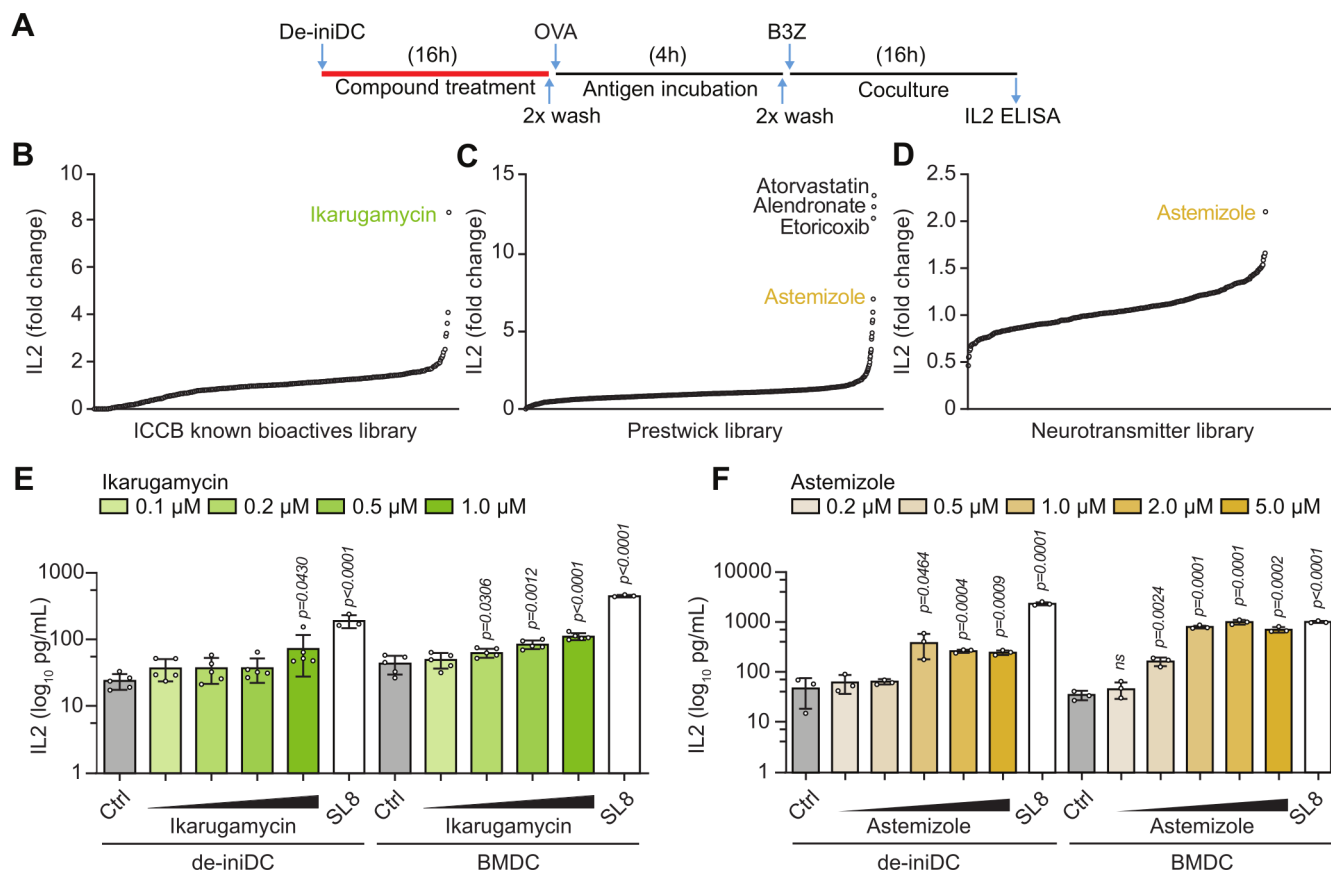 A
De-iniDC
OVA
B3Z
(16h)
(4h)
(16h)
Compound treatment
Antigen incubation
Coculture
2x wash
2x wash
IL2 ELISA
B
IL2 (fold change)
10
8
6
4
2
0
Ikarugamycin
ICCB known bioactives library
C
IL2 (fold change)
15
10
5
0
Atorvastatin
Alendronate
Etoricoxib
Astemizole
Prestwick library
D
IL2 (fold change)
2.5
2.0
1.5
1.0
0.5
0
Astemizole
Neurotransmitter library
E
Ikarugamycin
0.1 µM 0.2 µM 0.5 µM 1.0 µM
IL2 (log10 pg/mL)
1000
100
10
1
p=0.0430
p<0.0001
p=0.0306
p=0.0012
p<0.0001
p<0.0001
Ctrl
Ikarugamycin
SL8
Ctrl
Ikarugamycin
SL8
de-iniDC
BMDC
F
Astemizole
0.2 µM 0.5 µM 1.0 µM 2.0 µM 5.0 µM
IL2 (log10 pg/mL)
10000
1000
100
10
1
p=0.0464
p=0.0004
p=0.0009
p=0.0001
ns
p=0.0024
p=0.0001
p=0.0001
p=0.0002
p<0.0001
Ctrl
Astemizole
SL8
Ctrl
Astemizole
SL8
de-iniDC
BMDC